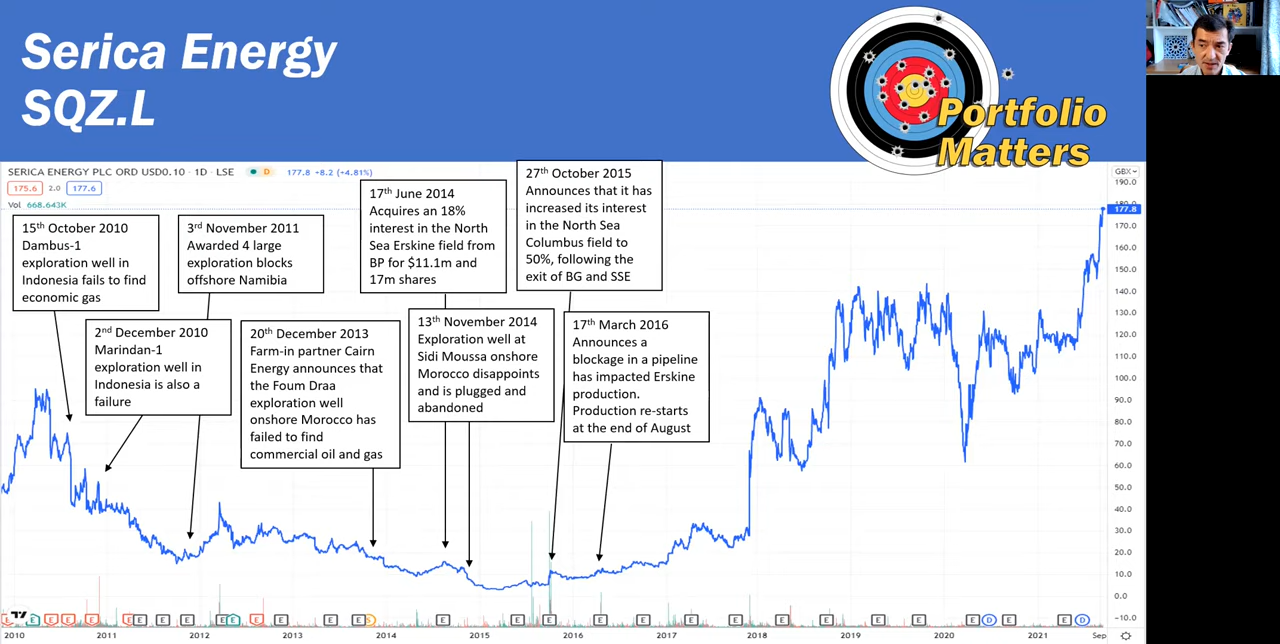 Serica Energy
SQZ.L
Portfolio
Matters
SERICA ENERGY PLC ORD USD0.10 · 1D · LSE
D
177.8 +8.2 (+4.81%)
175.6
2.0
177.6
Vol 668.643K
15th October 2010
Dambus-1
exploration well in
Indonesia fails to find
economic gas
2nd December 2010
Marindan-1
exploration well in
Indonesia is also a
failure
3rd November 2011
Awarded 4 large
exploration blocks
offshore Namibia
20th December 2013
Farm-in partner Cairn
Energy announces that
the Foum Draa
exploration well
onshore Morocco has
failed to find
commercial oil and gas
17th June 2014
Acquires an 18%
interest in the North
Sea Erskine field from
BP for $11.1m and
17m shares
13th November 2014
Exploration well at
Sidi Moussa onshore
Morocco disappoints
and is plugged and
abandoned
27th October 2015
Announces that it has
increased its interest
in the North Sea
Columbus field to
50%, following the
exit of BG and SSE
17th March 2016
Announces a
blockage in a pipeline
has impacted Erskine
production.
Production re-starts
at the end of August
GBX
190.0
180.0
177.8
170.0
160.0
150.0
140.0
130.0
120.0
110.0
100.0
90.0
80.0
70.0
60.0
50.0
40.0
30.0
20.0
10.0
0.0
−10.0
2010 2011 2012 2013 2014 2015 2016 2017 2018 2019 2020 2021 Sep